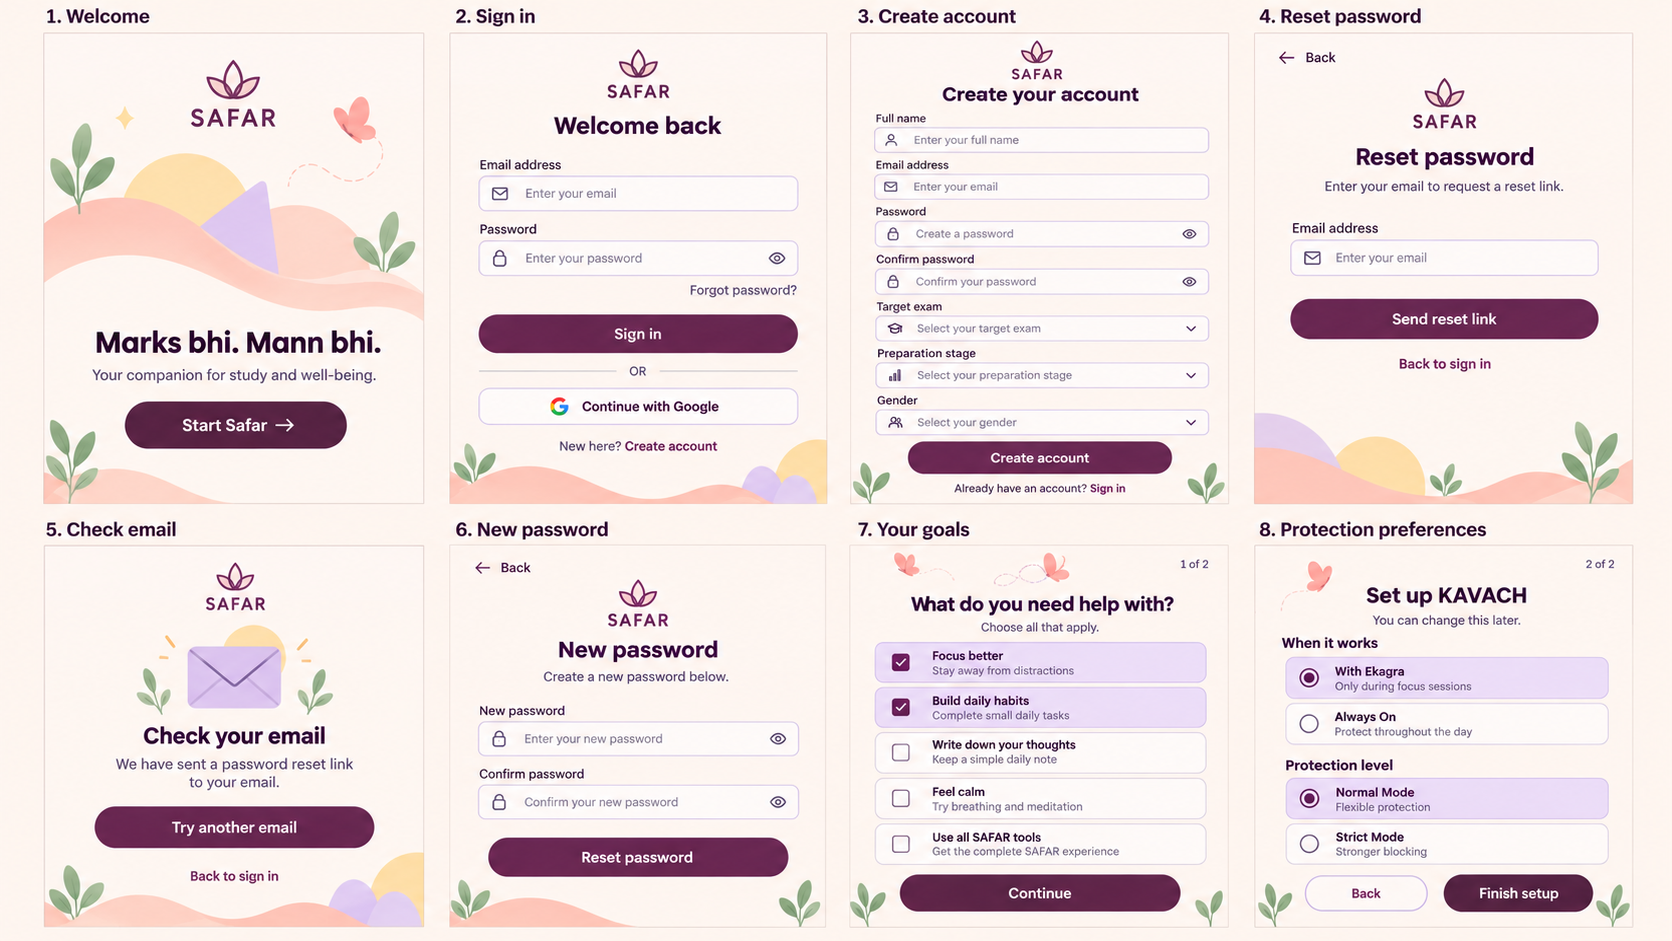 1. Welcome
SAFAR
Marks bhi. Mann bhi.
Your companion for study and well-being.
Start Safar →
2. Sign in
SAFAR
Welcome back
Email address
Enter your email
Password
Enter your password
Forgot password?
Sign in
OR
Continue with Google
New here? Create account
3. Create account
SAFAR
Create your account
Full name
Enter your full name
Email address
Enter your email
Password
Create a password
Confirm password
Confirm your password
Target exam
Select your target exam
Preparation stage
Select your preparation stage
Gender
Select your gender
Create account
Already have an account? Sign in
4. Reset password
← Back
SAFAR
Reset password
Enter your email to request a reset link.
Email address
Enter your email
Send reset link
Back to sign in
5. Check email
SAFAR
Check your email
We have sent a password reset link
to your email.
Try another email
Back to sign in
6. New password
← Back
SAFAR
New password
Create a new password below.
New password
Enter your new password
Confirm password
Confirm your new password
Reset password
7. Your goals
1 of 2
What do you need help with?
Choose all that apply.
Focus better
Stay away from distractions
Build daily habits
Complete small daily tasks
Write down your thoughts
Keep a simple daily note
Feel calm
Try breathing and meditation
Use all SAFAR tools
Get the complete SAFAR experience
Continue
8. Protection preferences
2 of 2
Set up KAVACH
You can change this later.
When it works
With Ekagra
Only during focus sessions
Always On
Protect throughout the day
Protection level
Normal Mode
Flexible protection
Strict Mode
Stronger blocking
Back
Finish setup